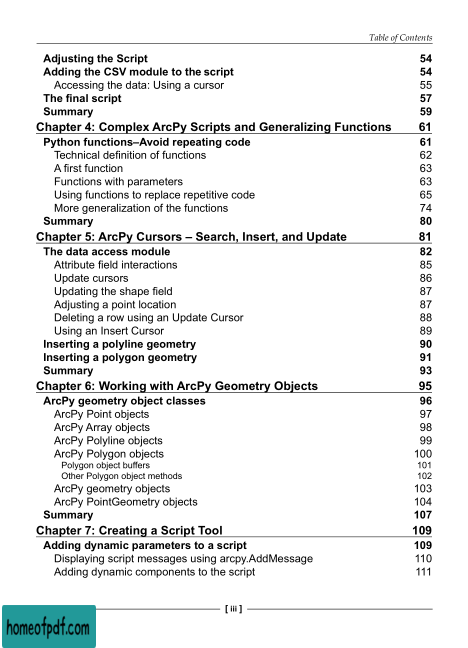 Table of Contents
Adjusting the Script 54
Adding the CSV module to the script 54
Accessing the data: Using a cursor 55
The final script 57
Summary 59
Chapter 4: Complex ArcPy Scripts and Generalizing Functions 61
Python functions–Avoid repeating code 61
Technical definition of functions 62
A first function 63
Functions with parameters 63
Using functions to replace repetitive code 65
More generalization of the functions 74
Summary 80
Chapter 5: ArcPy Cursors – Search, Insert, and Update 81
The data access module 82
Attribute field interactions 85
Update cursors 86
Updating the shape field 87
Adjusting a point location 87
Deleting a row using an Update Cursor 88
Using an Insert Cursor 89
Inserting a polyline geometry 90
Inserting a polygon geometry 91
Summary 93
Chapter 6: Working with ArcPy Geometry Objects 95
ArcPy geometry object classes 96
ArcPy Point objects 97
ArcPy Array objects 98
ArcPy Polyline objects 99
ArcPy Polygon objects 100
Polygon object buffers 101
Other Polygon object methods 102
ArcPy geometry objects 103
ArcPy PointGeometry objects 104
Summary 107
Chapter 7: Creating a Script Tool 109
Adding dynamic parameters to a script 109
Displaying script messages using arcpy.AddMessage 110
Adding dynamic components to the script 111
[ iii ]
homeofpdf.com